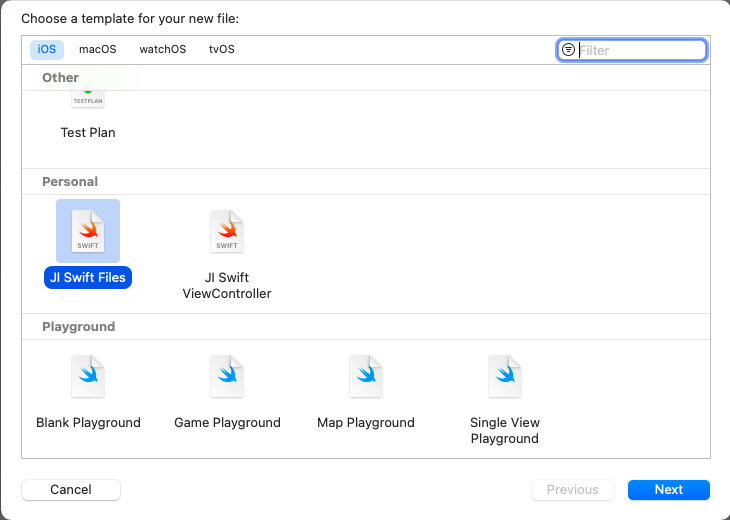 Choose a template for your new file:
iOS macOS watchOS tvOS Filter
Other
TESTPLAN
Test Plan
Personal
SWIFT SWIFT
JI Swift Files JI Swift
ViewController
Playground
Blank Playground Game Playground Map Playground Single View
Playground
Cancel Previous Next